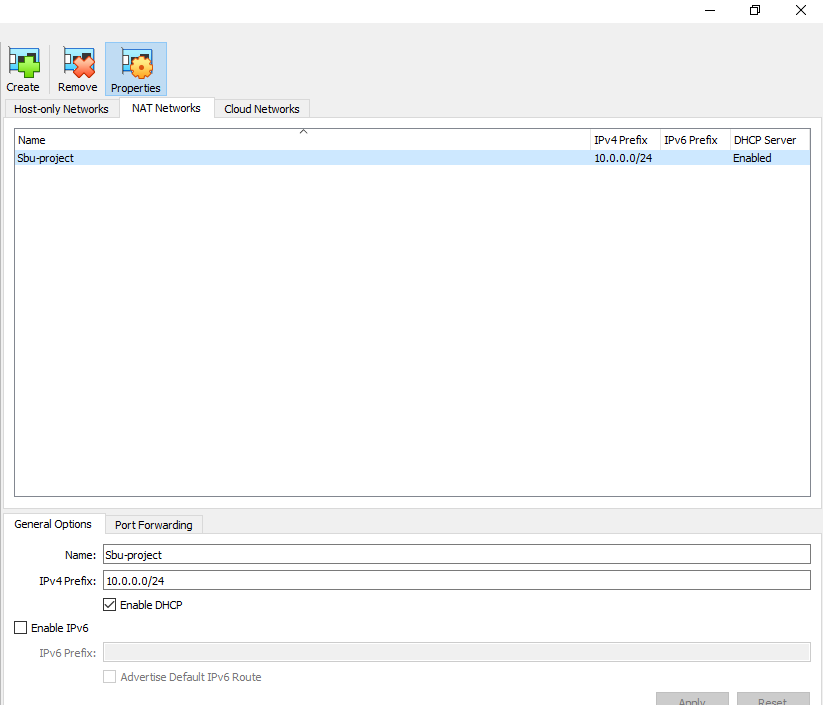 Create Remove Properties
Host-only Networks NAT Networks Cloud Networks
Name IPv4 Prefix IPv6 Prefix DHCP Server
Sbu-project 10.0.0.0/24 Enabled
General Options Port Forwarding
Name: Sbu-project
IPv4 Prefix: 10.0.0.0/24
Enable DHCP
Enable IPv6
IPv6 Prefix:
Advertise Default IPv6 Route
Apply Reset